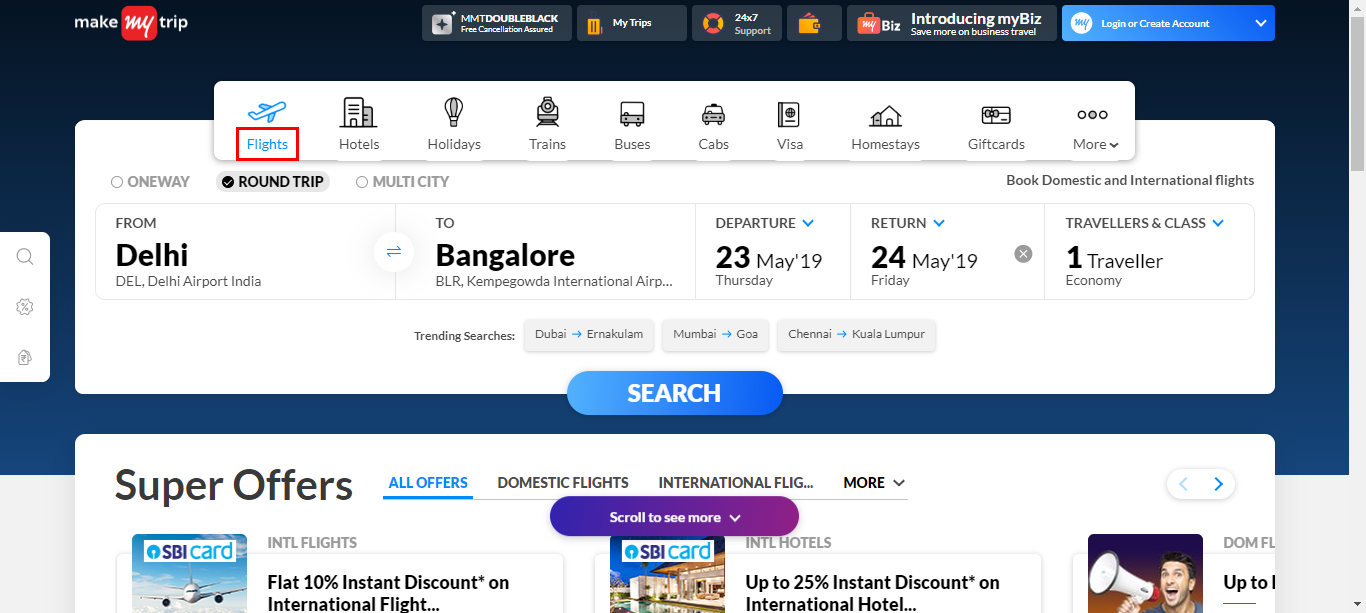 make my trip
MMTDOUBLEBLACK
Free Cancellation Assured
My Trips
24x7
Support
my Biz
Introducing myBiz
Save more on business travel
my
Login or Create Account
Flights
Hotels
Holidays
Trains
Buses
Cabs
Visa
Homestays
Giftcards
More
ONEWAY
ROUND TRIP
MULTI CITY
Book Domestic and International flights
FROM
Delhi
DEL, Delhi Airport India
TO
Bangalore
BLR, Kempegowda International Airp...
DEPARTURE
23 May'19
Thursday
RETURN
24 May'19
Friday
TRAVELLERS & CLASS
1 Traveller
Economy
Trending Searches:
Dubai → Ernakulam
Mumbai → Goa
Chennai → Kuala Lumpur
SEARCH
Super Offers
ALL OFFERS
DOMESTIC FLIGHTS
INTERNATIONAL FLIG...
MORE
Scroll to see more
SBI card
INTL FLIGHTS
Flat 10% Instant Discount* on
International Flight...
SBI card
INTL HOTELS
Up to 25% Instant Discount* on
International Hotel...
DOM FL
Up to